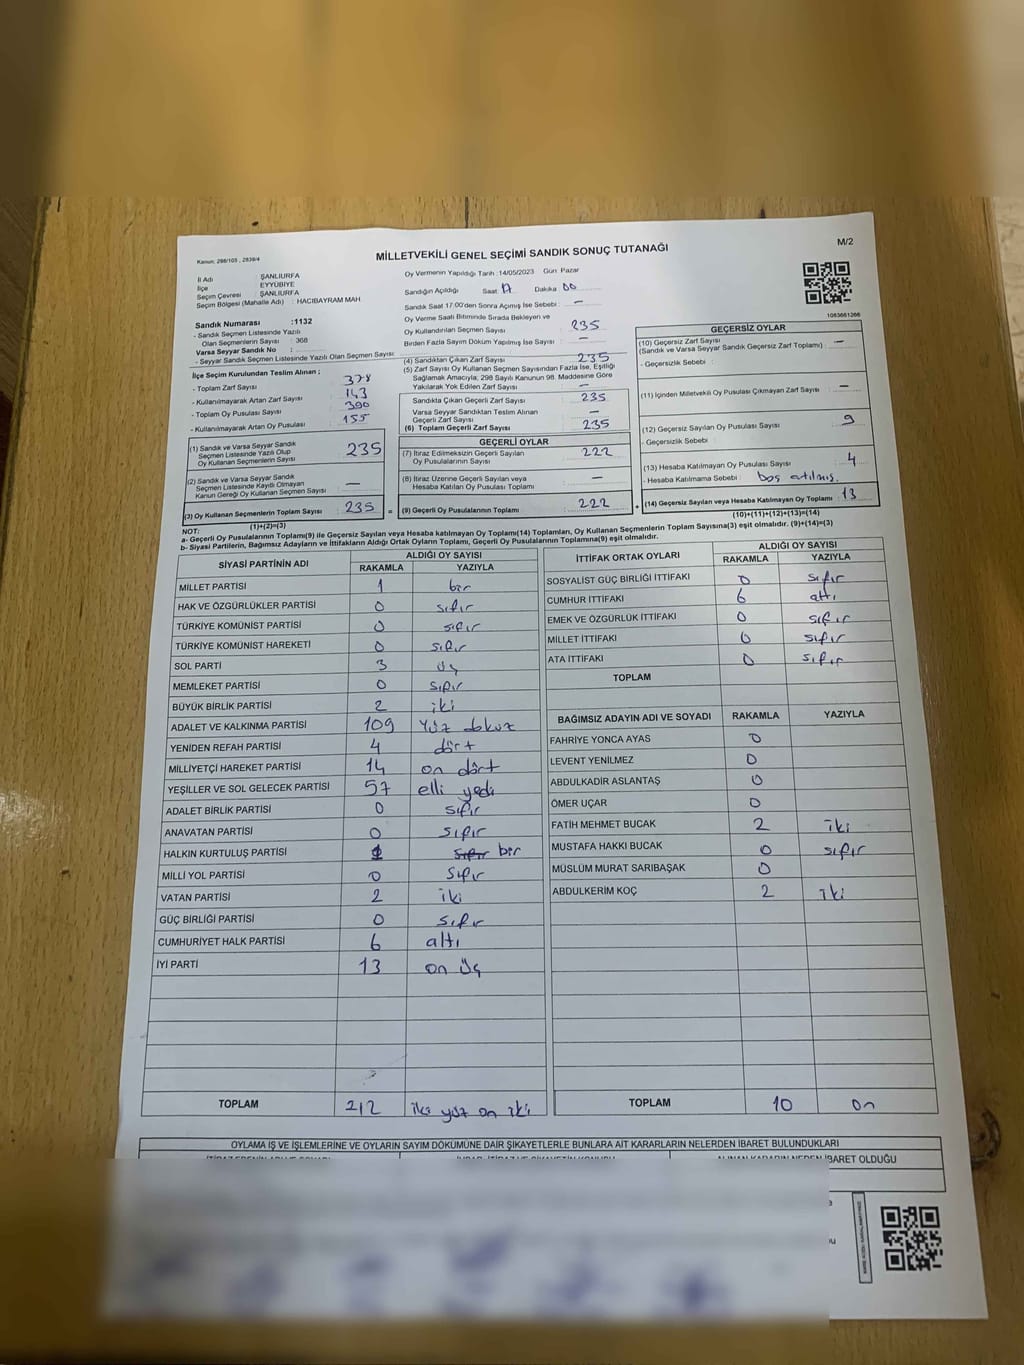 Kanun: 298/105 , 2839/4
MİLLETVEKİLİ GENEL SEÇİMİ SANDIK SONUÇ TUTANAĞI
M/2
İl Adı : ŞANLIURFA
İlçe : EYYÜBİYE
Seçim Çevresi : ŞANLIURFA
Seçim Bölgesi (Mahalle Adı) : HACIBAYRAM MAH.
Sandık Numarası :1132
- Sandık Seçmen Listesinde Yazılı
Olan Seçmenlerin Sayısı : 368
Varsa Seyyar Sandık No :
- Seyyar Sandık Seçmen Listesinde Yazılı Olan Seçmen Sayısı :
Oy Vermenin Yapıldığı Tarih :14/05/2023 Gün: Pazar
Sandığın Açıldığı Saat: 17 Dakika : 00
Sandık Saat 17.00'den Sonra Açımış İse Sebebi : —
Oy Verme Saati Bitiminde Sırada Bekleyen ve
Oy Kullandırılan Seçmen Sayısı : 235
Birden Fazla Sayım Döküm Yapılmış İse Sayısı : —
1083661266
İlçe Seçim Kurulundan Teslim Alınan ;
- Toplam Zarf Sayısı : 378
- Kullanılmayarak Artan Zarf Sayısı : 143
- Toplam Oy Pusulası Sayısı : 390
- Kullanılmayarak Artan Oy Pusulası : 155
(1) Sandık ve Varsa Seyyar Sandık
Seçmen Listesinde Yazılı Olup
Oy Kullanan Seçmenlerin Sayısı 235
(2) Sandık ve Varsa Seyyar Sandık
Seçmen Listesinde Kayıtlı Olmayan
Kanun Gereği Oy Kullanan Seçmen Sayısı —
(3) Oy Kullanan Seçmenlerin Toplam Sayısı 235 =
(1)+(2)=(3)
(4) Sandıktan Çıkan Zarf Sayısı : 235
(5) Zarf Sayısı Oy Kullanan Seçmen Sayısından Fazla İse, Eşitliği
Sağlamak Amacıyla, 298 Sayılı Kanunun 98. Maddesine Göre
Yakılarak Yok Edilen Zarf Sayısı : —
Sandıkta Çıkan Geçerli Zarf Sayısı : 235
Varsa Seyyar Sandıktan Teslim Alınan
Geçerli Zarf Sayısı : —
(6) Toplam Geçerli Zarf Sayısı : 235
GEÇERLİ OYLAR
(7) İtiraz Edilmeksizin Geçerli Sayılan
Oy Pusulalarının Sayısı : 222
(8) İtiraz Üzerine Geçerli Sayılan veya
Hesaba Katılan Oy Pusulası Toplamı : —
(9) Geçerli Oy Pusulalarının Toplamı : 222 +
GEÇERSİZ OYLAR
(10) Geçersiz Zarf Sayısı
(Sandık ve Varsa Seyyar Sandık Geçersiz Zarf Toplamı) : —
- Geçersizlik Sebebi :
(11) İçinden Milletvekili Oy Pusulası Çıkmayan Zarf Sayısı : —
(12) Geçersiz Sayılan Oy Pusulası Sayısı : 9
- Geçersizlik Sebebi :
(13) Hesaba Katılmayan Oy Pusulası Sayısı : 4
- Hesaba Katılmama Sebebi : boş atılmış.
(14) Geçersiz Sayılan veya Hesaba Katılmayan Oy Toplamı : 13
(10)+(11)+(12)+(13)=(14)
NOT:
a- Geçerli Oy Pusulalarının Toplamı(9) ile Geçersiz Sayılan veya Hesaba katılmayan Oy Toplamı(14) Toplamları, Oy Kullanan Seçmenlerin Toplam Sayısına(3) eşit olmalıdır. (9)+(14)=(3)
b- Siyasi Partilerin, Bağımsız Adayların ve İttifakların Aldığı Ortak Oyların Toplamı, Geçerli Oy Pusulalarının Toplamına(9) eşit olmalıdır.
SİYASİ PARTİNİN ADI ALDIĞI OY SAYISI
RAKAMLA YAZIYLA
MİLLET PARTİSİ 1 bir
HAK VE ÖZGÜRLÜKLER PARTİSİ 0 sıfır
TÜRKİYE KOMÜNİST PARTİSİ 0 sıfır
TÜRKİYE KOMÜNİST HAREKETİ 0 sıfır
SOL PARTİ 3 üç
MEMLEKET PARTİSİ 0 sıfır
BÜYÜK BİRLİK PARTİSİ 2 iki
ADALET VE KALKINMA PARTİSİ 109 Yüz dokuz
YENİDEN REFAH PARTİSİ 4 dört
MİLLİYETÇİ HAREKET PARTİSİ 14 on dört
YEŞİLLER VE SOL GELECEK PARTİSİ 57 elli yedi
ADALET BİRLİK PARTİSİ 0 sıfır
ANAVATAN PARTİSİ 0 sıfır
HALKIN KURTULUŞ PARTİSİ 1 sıfır bir
MİLLİ YOL PARTİSİ 0 sıfır
VATAN PARTİSİ 2 iki
GÜÇ BİRLİĞİ PARTİSİ 0 sıfır
CUMHURİYET HALK PARTİSİ 6 altı
İYİ PARTİ 13 on üç
TOPLAM 212 iki yüz on iki
İTTİFAK ORTAK OYLARI ALDIĞI OY SAYISI
RAKAMLA YAZIYLA
SOSYALİST GÜÇ BİRLİĞİ İTTİFAKI 0 sıfır
CUMHUR İTTİFAKI 6 altı
EMEK VE ÖZGÜRLÜK İTTİFAKI 0 sıfır
MİLLET İTTİFAKI 0 sıfır
ATA İTTİFAKI 0 sıfır
TOPLAM
BAĞIMSIZ ADAYIN ADI VE SOYADI RAKAMLA YAZIYLA
FAHRİYE YONCA AYAS 0
LEVENT YENİLMEZ 0
ABDULKADİR ASLANTAŞ 0
ÖMER UÇAR 0
FATİH MEHMET BUCAK 2 iki
MUSTAFA HAKKI BUCAK 0 sıfır
MÜSLÜM MURAT SARIBAŞAK 0
ABDULKERİM KOÇ 2 iki
TOPLAM 10 on
OYLAMA İŞ VE İŞLEMLERİNE VE OYLARIN SAYIM DÖKÜMÜNE DAİR ŞİKAYETLERLE BUNLARA AİT KARARLARIN NELERDEN İBARET BULUNDUKLARI
ALINAN KARARIN NEDEN İBARET OLDUĞU